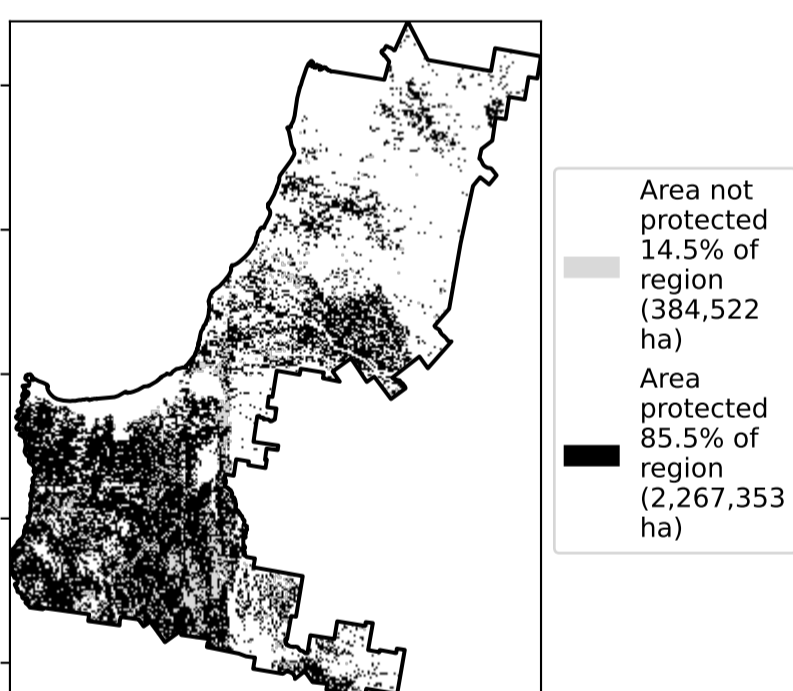 Area not
protected
14.5% of
region
(384,522
ha)
Area
protected
85.5% of
region
(2,267,353
ha)